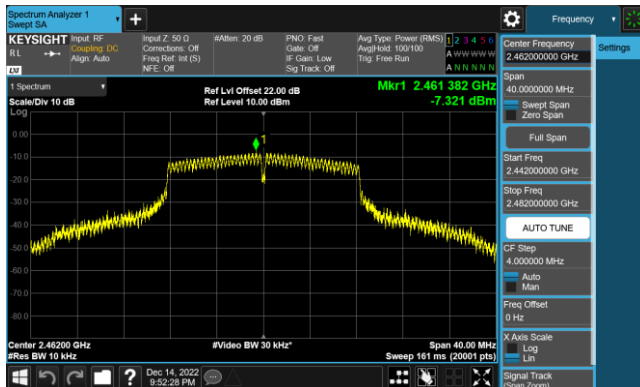 Spectrum Analyzer 1
Swept SA
+
Frequency
KEYSIGHT
RL
LXI
Input: RF
Coupling: DC
Align: Auto
Input Z: 50 Ω
Corrections: Off
Freq Ref: Int (S)
NFE: Off
#Atten: 20 dB
PNO: Fast
Gate: Off
IF Gain: Low
Sig Track: Off
Avg Type: Power (RMS)
Avg|Hold: 100/100
Trig: Free Run
1 2 3 4 5 6
A W W W W W
A N N N N N
1 Spectrum
Scale/Div 10 dB
Log
Ref Lvl Offset 22.00 dB
Ref Level 10.00 dBm
Mkr1 2.461 382 GHz
-7.321 dBm
1
0.00
-10.0
-20.0
-30.0
-40.0
-50.0
-60.0
-70.0
-80.0
Center 2.46200 GHz
#Res BW 10 kHz
#Video BW 30 kHz*
Span 40.00 MHz
Sweep 161 ms (20001 pts)
?
Dec 14, 2022
9:52:28 PM
Center Frequency
2.462000000 GHz
Span
40.0000000 MHz
Swept Span
Zero Span
Full Span
Start Freq
2.442000000 GHz
Stop Freq
2.482000000 GHz
AUTO TUNE
CF Step
4.000000 MHz
Auto
Man
Freq Offset
0 Hz
X Axis Scale
Log
Lin
Signal Track
(Span Zoom)
Settings